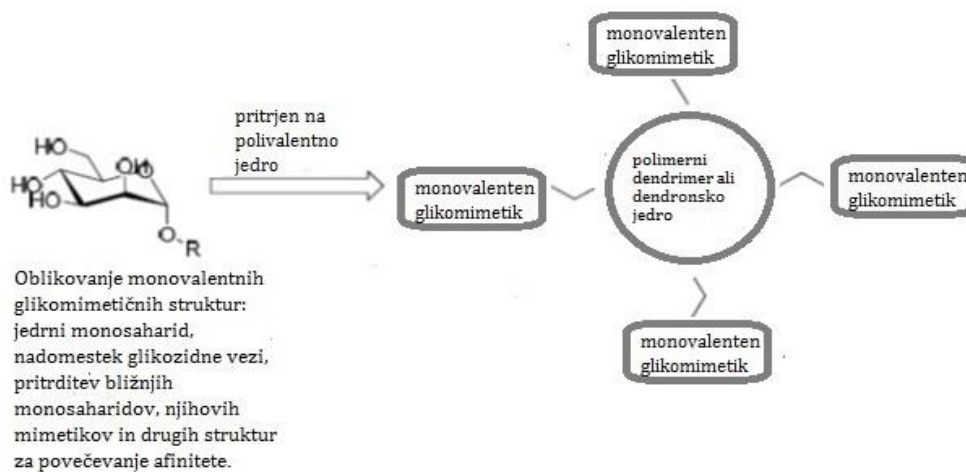 HO
OH
O
HO
HO
O
R
Oblikovanje monovalentnih
glikomimetičnih struktur:
jedrni monosaharid,
nadomestek glikozidne vezi,
pritrditev bližnjih
monosaharidov, njihovih
mimetikov in drugih struktur
za povečevanje afinitete.
pritrjen na
polivalentno
jedro
monovalenten
glikomimetik
monovalenten
glikomimetik
polimerni
dendrimer ali
dendronsko
jedro
monovalenten
glikomimetik
monovalenten
glikomimetik